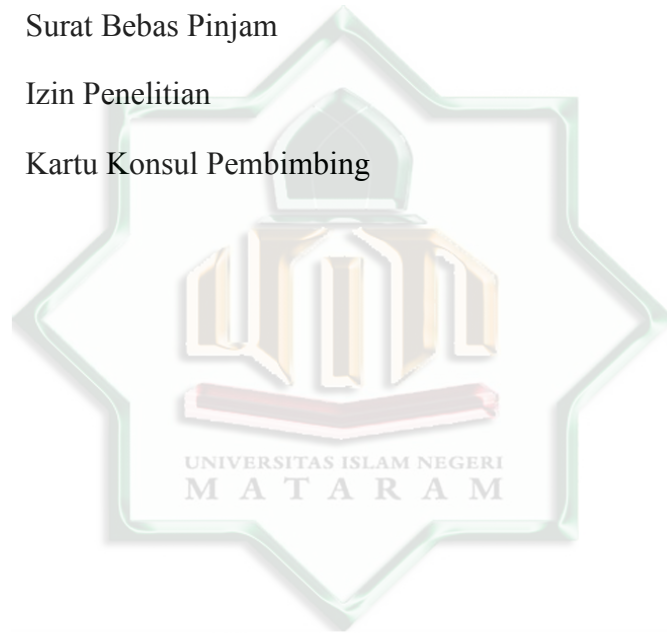 Surat Bebas Pinjam
Izin Penelitian
Kartu Konsul Pembimbing
UNIVERSITAS ISLAM NEGERI
MATARAM